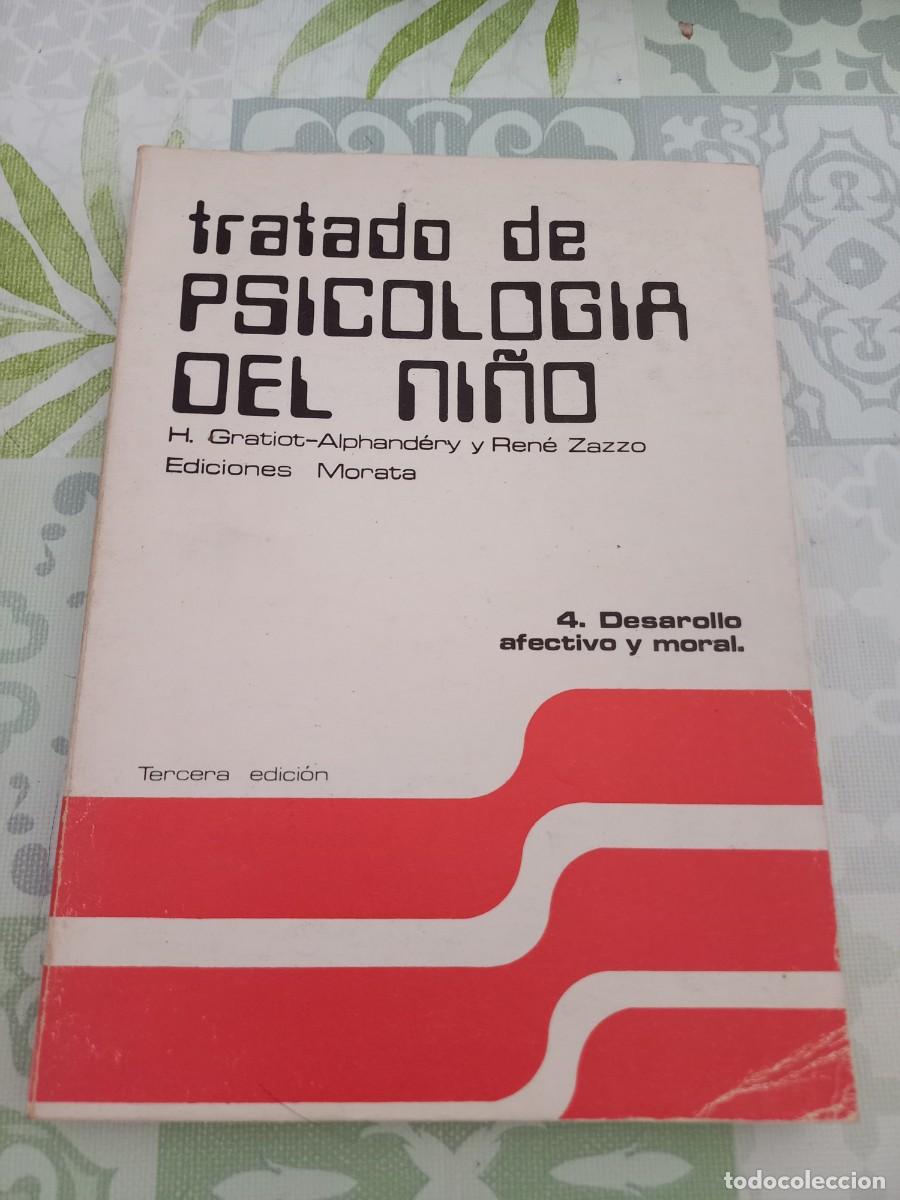 tratado de
PSICOLOGIA
DEL NIÑO
H. Gratiot-Alphandéry y René Zazzo
Ediciones Morata
4. Desarollo
afectivo y moral.
Tercera edición
todocoleccion